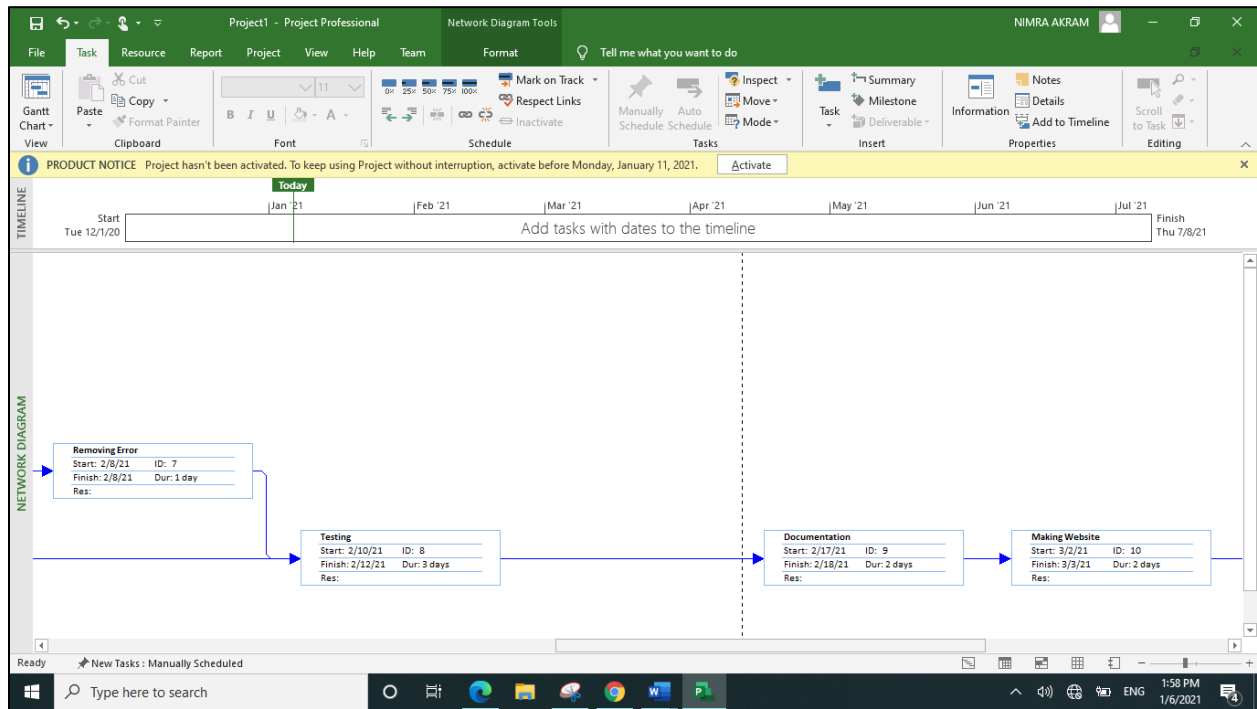 Project1 - Project Professional
Network Diagram Tools
NIMRA AKRAM
File Task Resource Report Project View Help Team Format Tell me what you want to do
Gantt Chart
View
Paste
Cut
Copy
Format Painter
Clipboard
11
B I U A
Font
0% 25% 50% 75% 100%
Mark on Track
Respect Links
Inactivate
Schedule
Manually Schedule
Auto Schedule
Inspect
Move
Mode
Tasks
Task
Summary
Milestone
Deliverable
Insert
Information
Notes
Details
Add to Timeline
Properties
Scroll to Task
Editing
PRODUCT NOTICE Project hasn't been activated. To keep using Project without interruption, activate before Monday, January 11, 2021. Activate
TIMELINE
Today
Jan '21 Feb '21 Mar '21 Apr '21 May '21 Jun '21 Jul '21
Start
Tue 12/1/20
Add tasks with dates to the timeline
Finish
Thu 7/8/21
NETWORK DIAGRAM
Removing Error
Start: 2/8/21 ID: 7
Finish: 2/8/21 Dur: 1 day
Res:
Testing
Start: 2/10/21 ID: 8
Finish: 2/12/21 Dur: 3 days
Res:
Documentation
Start: 2/17/21 ID: 9
Finish: 2/18/21 Dur: 2 days
Res:
Making Website
Start: 3/2/21 ID: 10
Finish: 3/3/21 Dur: 2 days
Res:
Ready New Tasks : Manually Scheduled
Type here to search
ENG
1:58 PM
1/6/2021
4